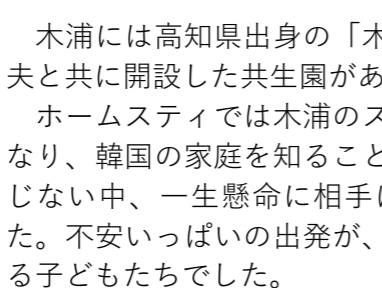 木浦には高知県出身の「木
夫と共に開設した共生園があ
ホームスティでは木浦のス
なり、韓国の家庭を知ること
じない中、一生懸命に相手に
た。不安いっぱいの出発が、
る子どもたちでした。